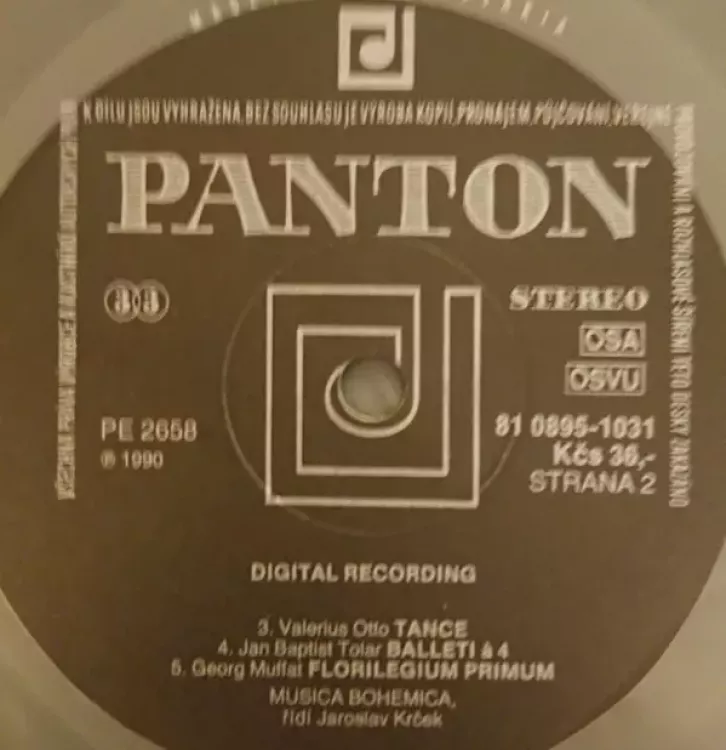 K DÍLU JSOU VYHRAŽENA, BEZ SOUHLASU JE VÝROBA KOPIÍ, PRONÁJEM, PŮJČOVÁNÍ, VEŘEJNÉ
PROVOZOVÁNÍ A ROZHLASOVÉ ŠÍŘENÍ TÉTO DESKY ZAKÁZÁNO
PANTON
33
STEREO
OSA
OSVU
PE 2658
℗ 1990
81 0895-1031
Kčs 36,-
STRANA 2
DIGITAL RECORDING
3. Valerius Otto TANCE
4. Jan Baptist Tolar BALLETI à 4
5. Georg Muffat FLORILEGIUM PRIMUM
MUSICA BOHEMICA,
řídí Jaroslav Krček